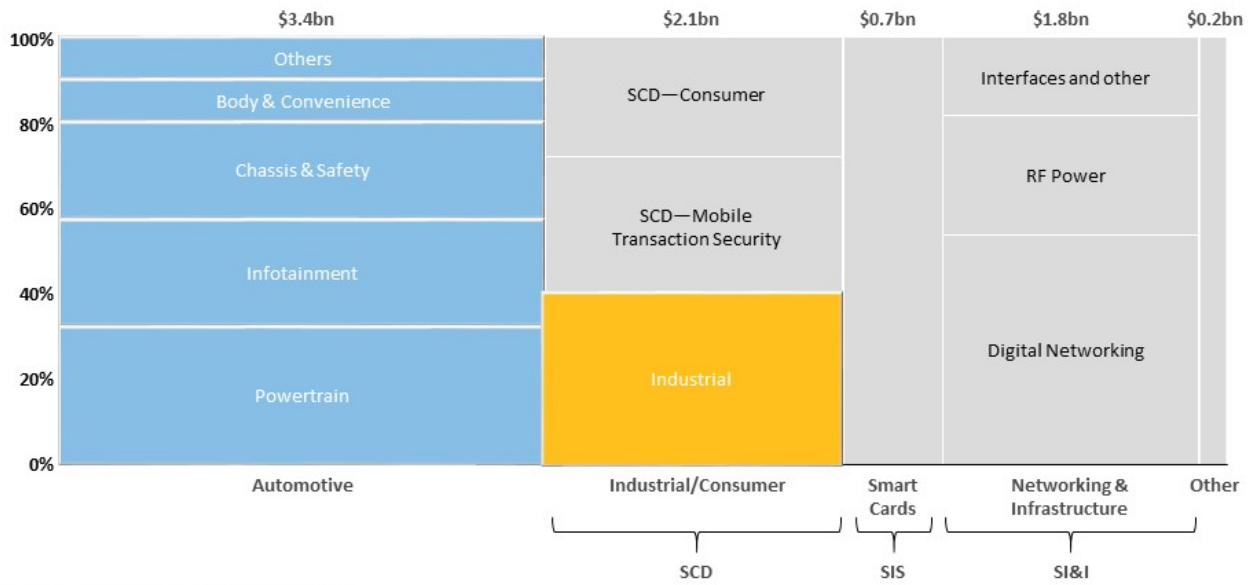 $3.4bn
$2.1bn
$0.7bn
$1.8bn
$0.2bn
100%
80%
60%
40%
20%
0%
Others
Body & Convenience
Chassis & Safety
Infotainment
Powertrain
SCD—Consumer
SCD—Mobile
Transaction Security
Industrial
Interfaces and other
RF Power
Digital Networking
Automotive
Industrial/Consumer
Smart
Cards
Networking &
Infrastructure
Other
SCD
SIS
SI&I